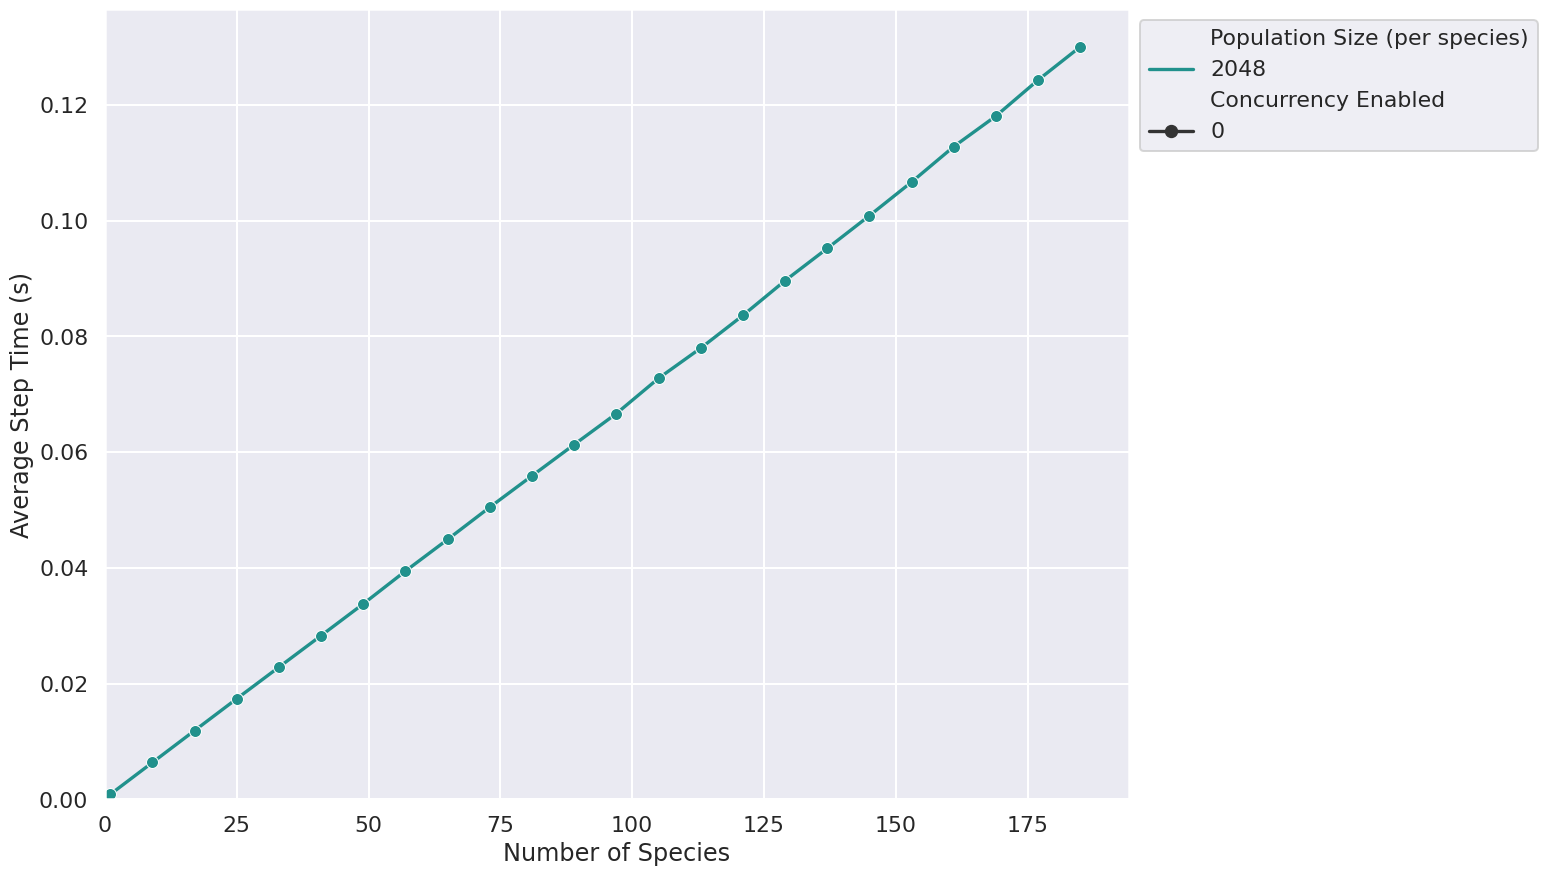 Population Size (per species)
2048
Concurrency Enabled
0
Average Step Time (s)
0.12
0.10
0.08
0.06
0.04
0.02
0.00
0 25 50 75 100 125 150 175
Number of Species